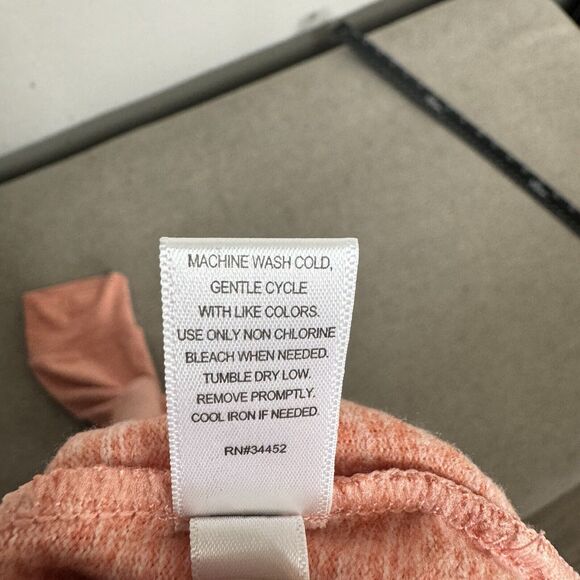 MACHINE WASH COLD,
GENTLE CYCLE
WITH LIKE COLORS.
USE ONLY NON CHLORINE
BLEACH WHEN NEEDED.
TUMBLE DRY LOW.
REMOVE PROMPTLY.
COOL IRON IF NEEDED.
RN#34452